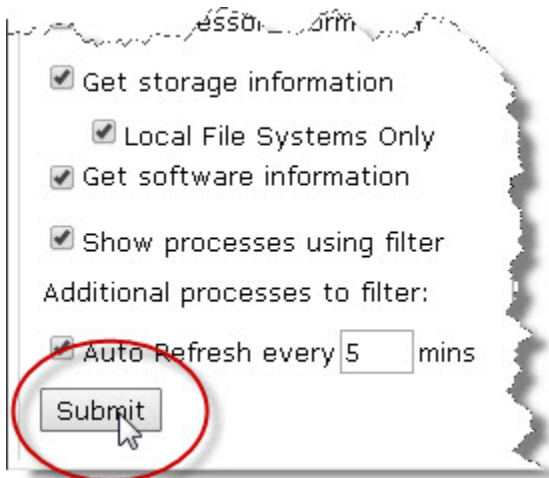 Get storage information
Local File Systems Only
Get software information
Show processes using filter
Additional processes to filter:
Auto Refresh every 5 mins
Submit